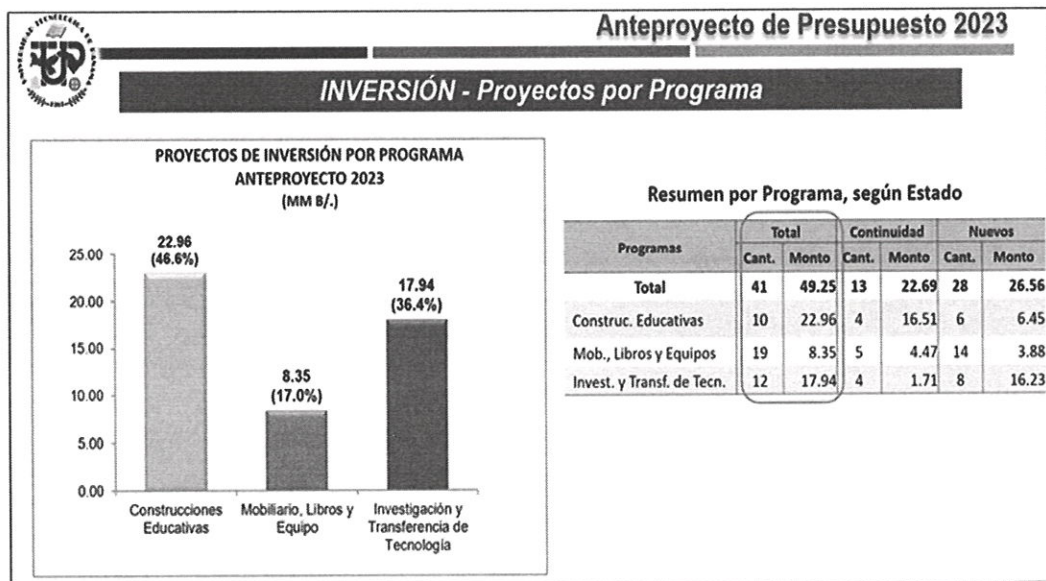 Anteproyecto de Presupuesto 2023
INVERSIÓN - Proyectos por Programa
PROYECTOS DE INVERSIÓN POR PROGRAMA
ANTEPROYECTO 2023
(MM B/.)
25.00
20.00
15.00
10.00
5.00
0.00
22.96
(46.6%)
8.35
(17.0%)
17.94
(36.4%)
Construcciones
Educativas
Mobiliario, Libros y
Equipo
Investigación y
Transferencia de
Tecnología
Resumen por Programa, según Estado
Programas Total Continuidad Nuevos
Cant. Monto Cant. Monto Cant. Monto
Total 41 49.25 13 22.69 28 26.56
Construc. Educativas 10 22.96 4 16.51 6 6.45
Mob., Libros y Equipos 19 8.35 5 4.47 14 3.88
Invest. y Transf. de Tecn. 12 17.94 4 1.71 8 16.23